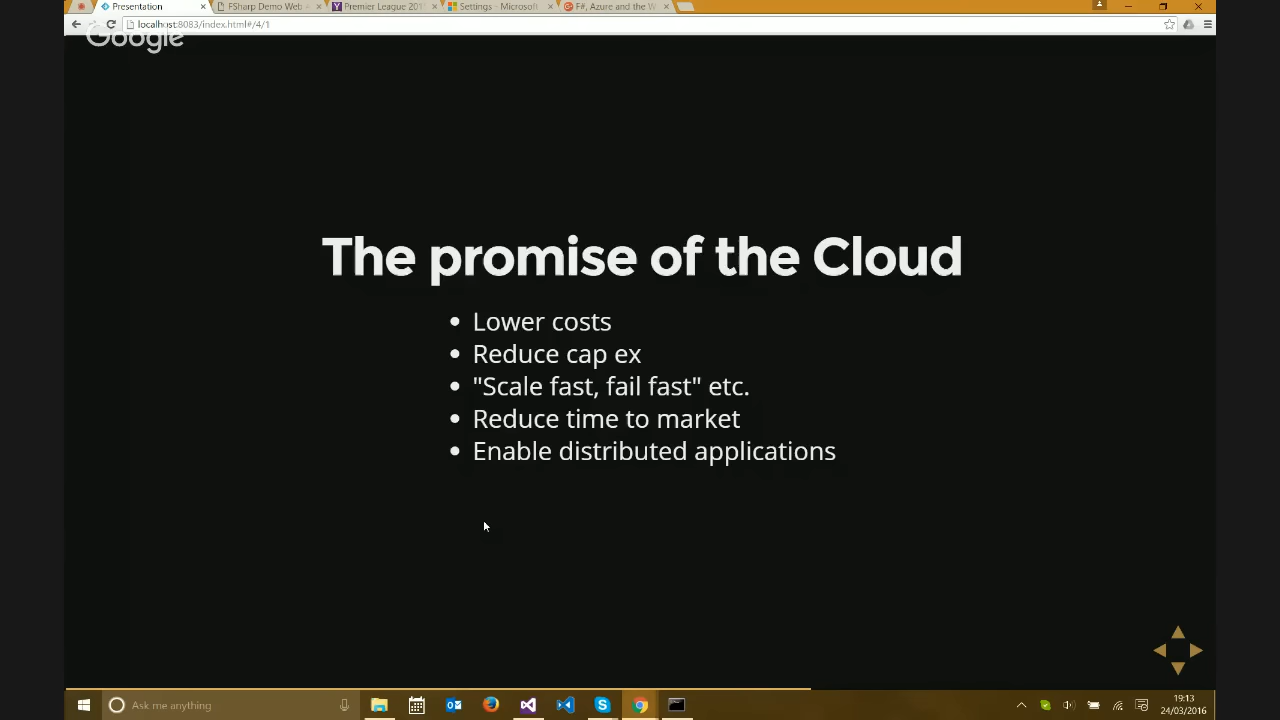 Presentation
FSharp Demo Web
Premier League 201
Settings - Microsoft
F#, Azure and the W
localhost:8083/index.html#/4/1
Google
The promise of the Cloud
• Lower costs
• Reduce cap ex
• "Scale fast, fail fast" etc.
• Reduce time to market
• Enable distributed applications
Ask me anything
19:13
24/03/2016